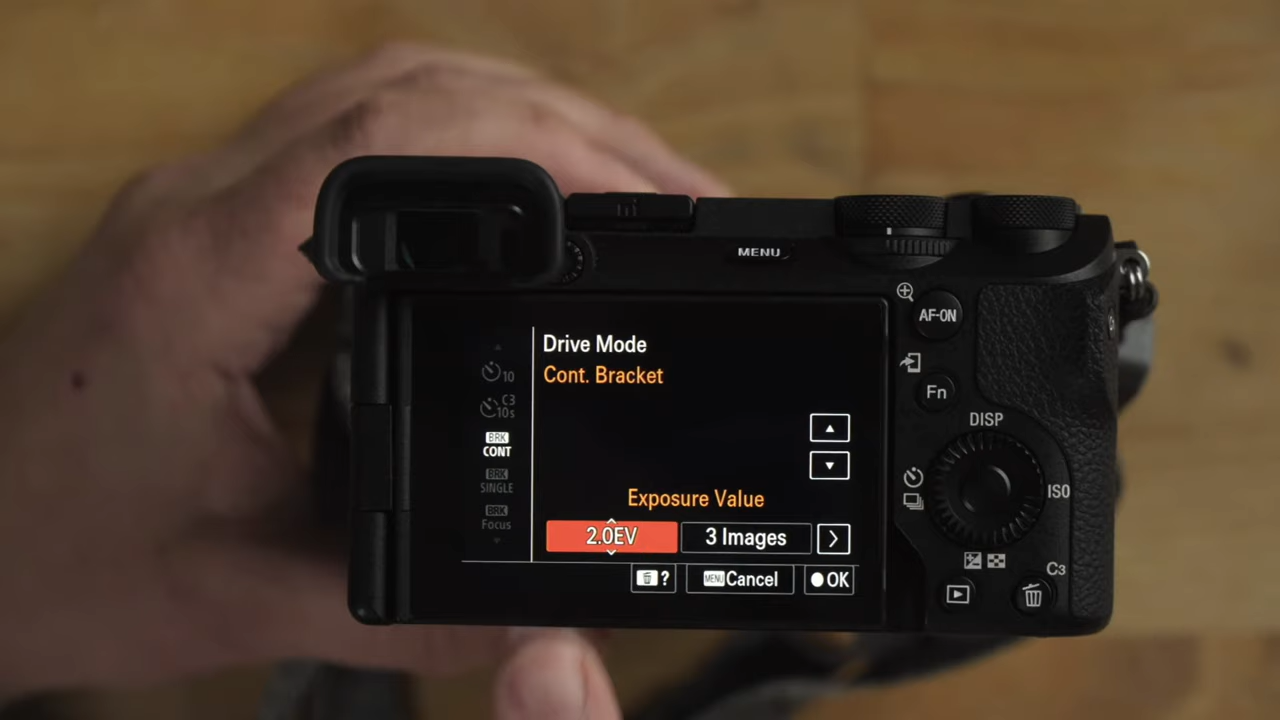 MENU
AF-ON
Fn
DISP
ISO
C3
Drive Mode
Cont. Bracket
10
C3
10s
BRK
CONT
BRK
SINGLE
BRK
Focus
Exposure Value
2.0EV
3 Images
?
MENU Cancel
OK